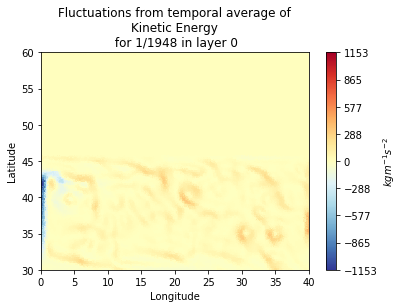 Fluctuations from temporal average of
Kinetic Energy
for 1/1948 in layer 0
60
55
50
45
40
35
30
Latitude
0 5 10 15 20 25 30 35 40
Longitude
1153
865
577
288
0
−288
−577
−865
−1153
kgm⁻¹s⁻²